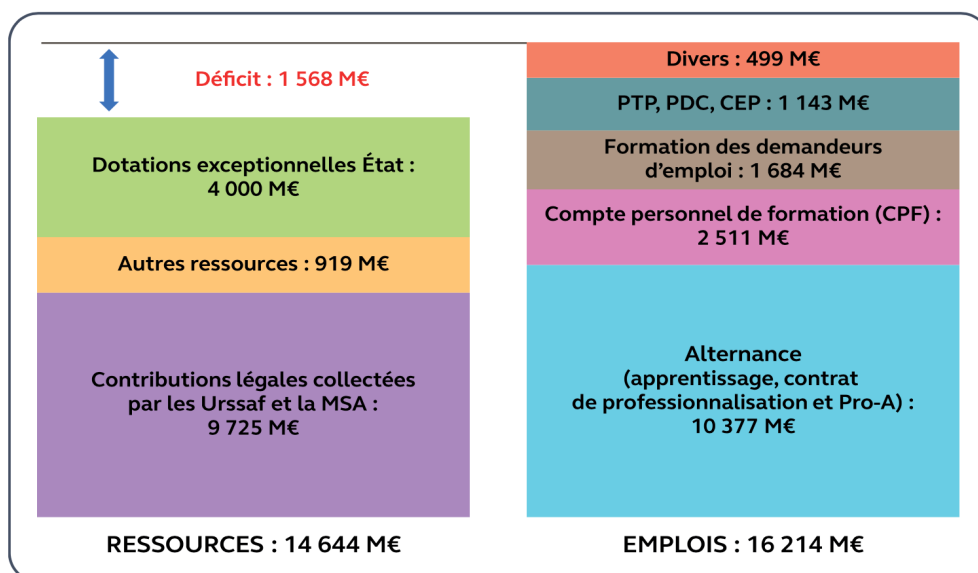 Déficit : 1 568 M€
Dotations exceptionnelles État :
4 000 M€
Autres ressources : 919 M€
Contributions légales collectées
par les Urssaf et la MSA :
9 725 M€
RESSOURCES : 14 644 M€
Divers : 499 M€
PTP, PDC, CEP : 1 143 M€
Formation des demandeurs
d’emploi : 1 684 M€
Compte personnel de formation (CPF) :
2 511 M€
Alternance
(apprentissage, contrat
de professionnalisation et Pro-A) :
10 377 M€
EMPLOIS : 16 214 M€